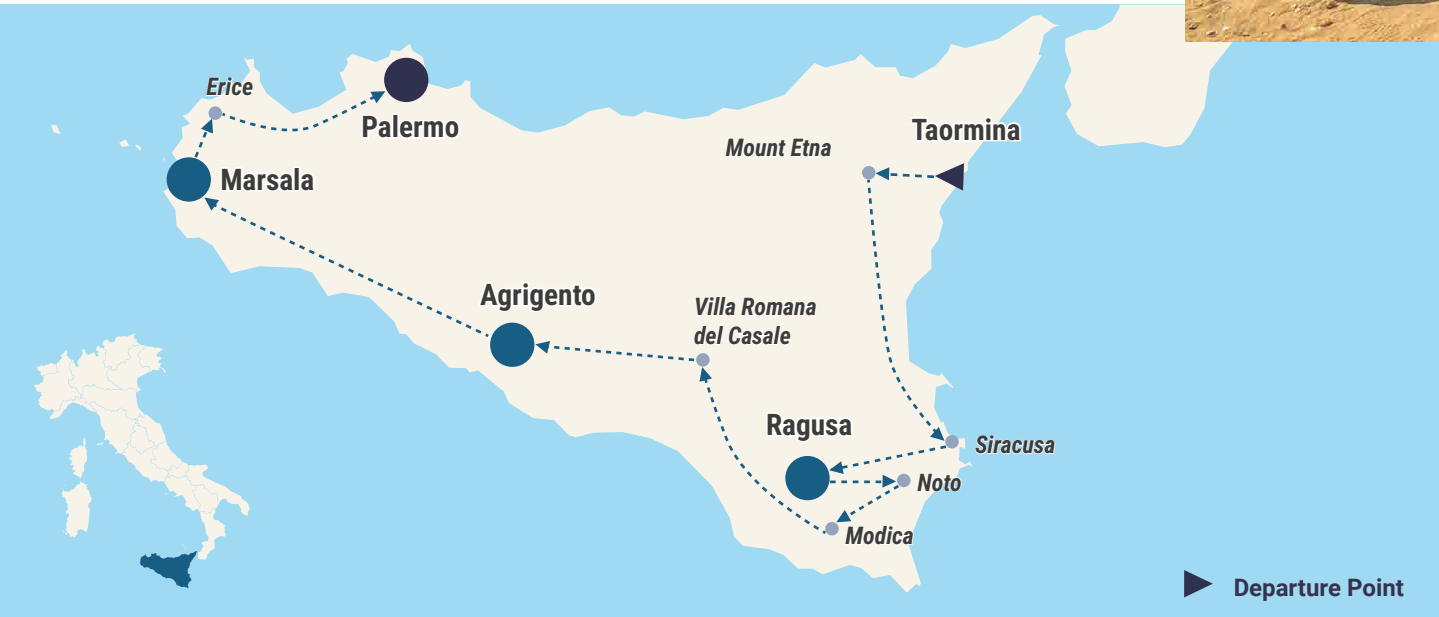 Erice
Palermo
Taormina
Mount Etna
Marsala
Agrigento
Villa Romana
del Casale
Ragusa
Siracusa
Noto
Modica
Departure Point